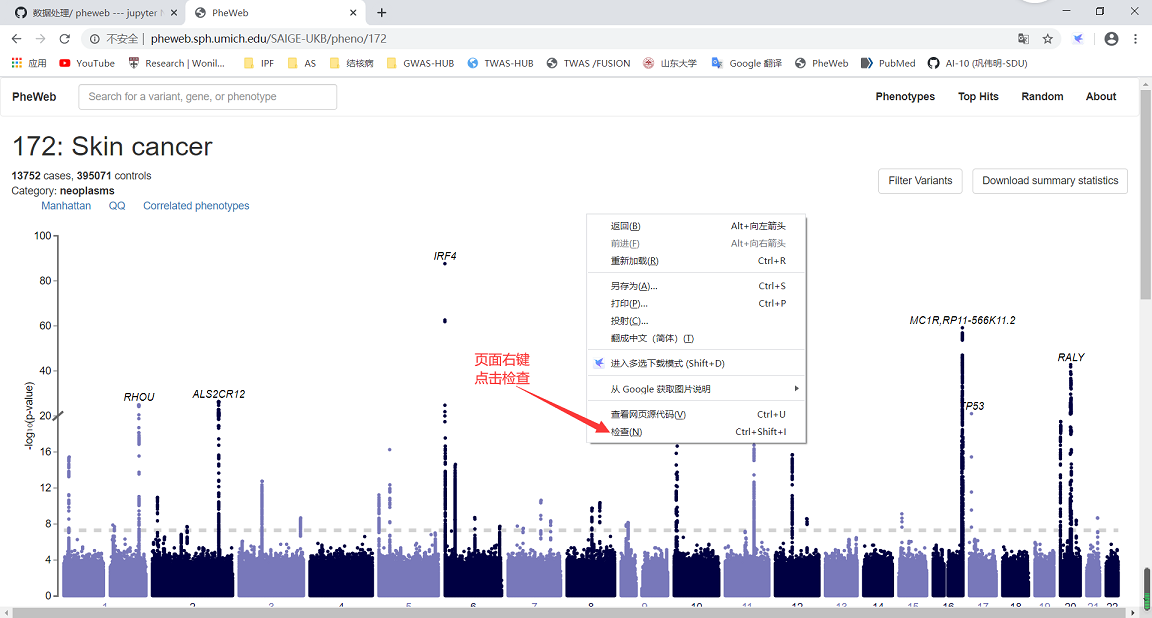 数据处理/ pheweb --- jupyter
PheWeb
不安全 | pheweb.sph.umich.edu/SAIGE-UKB/pheno/172
应用 YouTube Research | Wonil... IPF AS 结核病 GWAS-HUB TWAS-HUB TWAS /FUSION 山东大学 Google 翻译 PheWeb PubMed AI-10 (巩伟明-SDU)
PheWeb Search for a variant, gene, or phenotype Phenotypes Top Hits Random About
172: Skin cancer
13752 cases, 395071 controls
Category: neoplasms
Filter Variants Download summary statistics
Manhattan QQ Correlated phenotypes
返回(B) Alt+向左箭头
前进(F) Alt+向右箭头
重新加载(R) Ctrl+R
另存为(A)... Ctrl+S
打印(P)... Ctrl+P
投射(C)...
翻成中文（简体）(T)
进入多选下载模式 (Shift+D)
从 Google 获取图片说明
查看网页源代码(V) Ctrl+U
检查(N) Ctrl+Shift+I
页面右键
点击检查
IRF4
MC1R,RP11-566K11.2
RALY
RHOU
ALS2CR12
TP53
-log10(p-value)
100
80
60
40
20
16
12
8
4
0
1 2 3 4 5 6 7 8 9 10 11 12 13 14 15 16 17 18 19 20 21 22